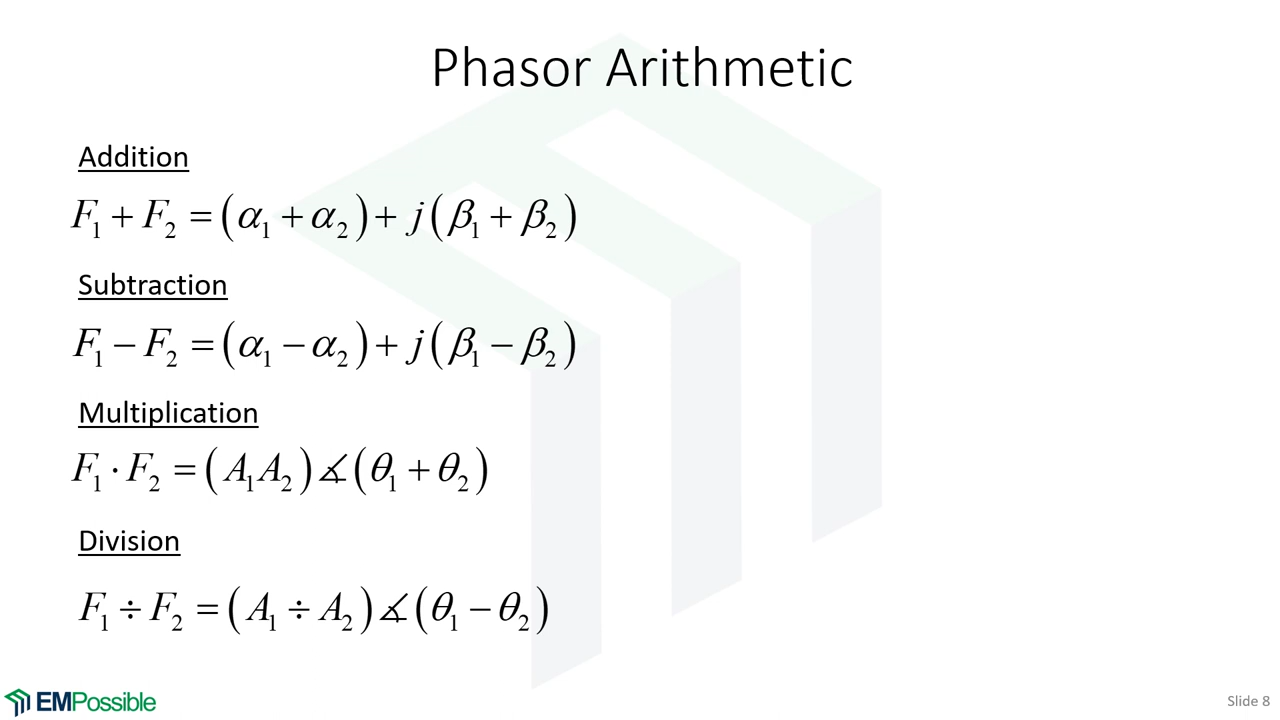 Phasor Arithmetic
Addition
F₁ + F₂ = (α₁ + α₂) + j(β₁ + β₂)
Subtraction
F₁ − F₂ = (α₁ − α₂) + j(β₁ − β₂)
Multiplication
F₁ · F₂ = (A₁A₂)∡(θ₁ + θ₂)
Division
F₁ ÷ F₂ = (A₁ ÷ A₂)∡(θ₁ − θ₂)
EMPossible
Slide 8